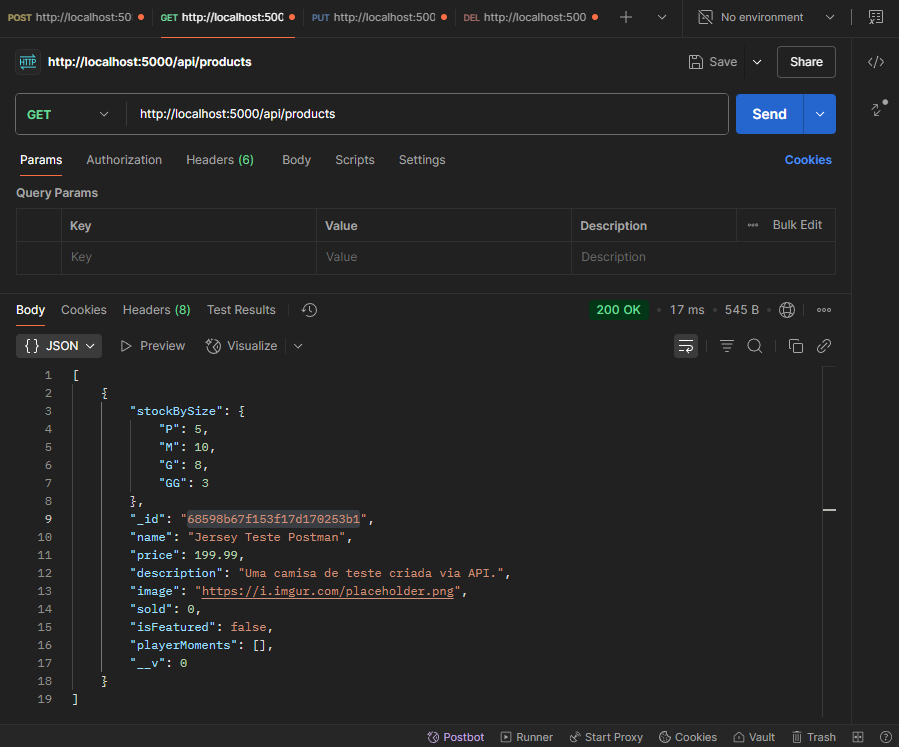 POST http://localhost:50 GET http://localhost:500 PUT http://localhost:500 DEL http://localhost:500 No environment
HTTP http://localhost:5000/api/products Save Share
GET http://localhost:5000/api/products Send
Params Authorization Headers (6) Body Scripts Settings Cookies
Query Params
Key Value Description Bulk Edit
Key Value Description
Body Cookies Headers (8) Test Results 200 OK 17 ms 545 B
{} JSON Preview Visualize
1 [
2 {
3 "stockBySize": {
4 "P": 5,
5 "M": 10,
6 "G": 8,
7 "GG": 3
8 },
9 "_id": "68598b67f153f17d170253b1",
10 "name": "Jersey Teste Postman",
11 "price": 199.99,
12 "description": "Uma camisa de teste criada via API.",
13 "image": "https://i.imgur.com/placeholder.png",
14 "sold": 0,
15 "isFeatured": false,
16 "playerMoments": [],
17 "__v": 0
18 }
19 ]
Postbot Runner Start Proxy Cookies Vault Trash